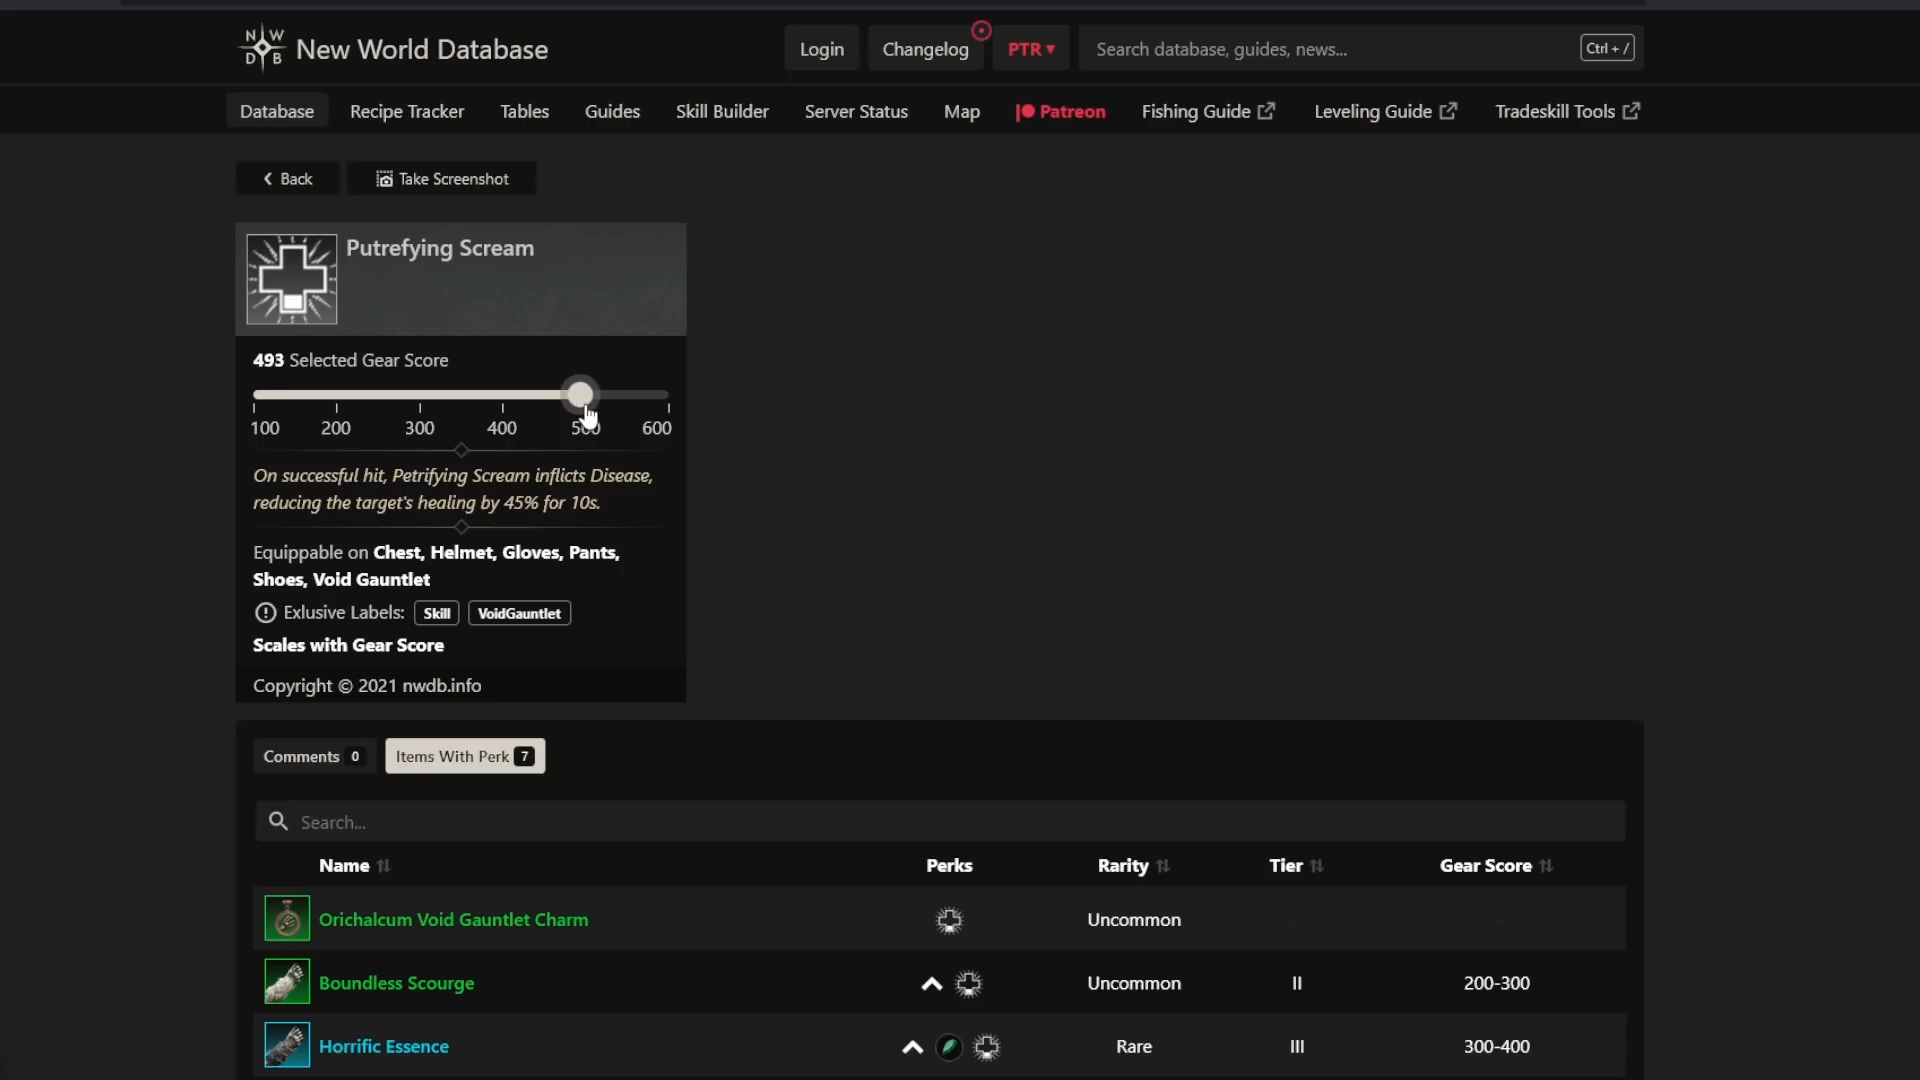 N W
D B
New World Database
Login
Changelog
PTR ▾
Search database, guides, news...
Ctrl + /
Database
Recipe Tracker
Tables
Guides
Skill Builder
Server Status
Map
Patreon
Fishing Guide
Leveling Guide
Tradeskill Tools
Back
Take Screenshot
Putrefying Scream
493 Selected Gear Score
100 200 300 400 500 600
On successful hit, Petrifying Scream inflicts Disease,
reducing the target's healing by 45% for 10s.
Equippable on Chest, Helmet, Gloves, Pants,
Shoes, Void Gauntlet
Exlusive Labels: Skill VoidGauntlet
Scales with Gear Score
Copyright © 2021 nwdb.info
Comments 0
Items With Perk 7
Search...
Name Perks Rarity Tier Gear Score
Orichalcum Void Gauntlet Charm Uncommon
Boundless Scourge Uncommon II 200-300
Horrific Essence Rare III 300-400